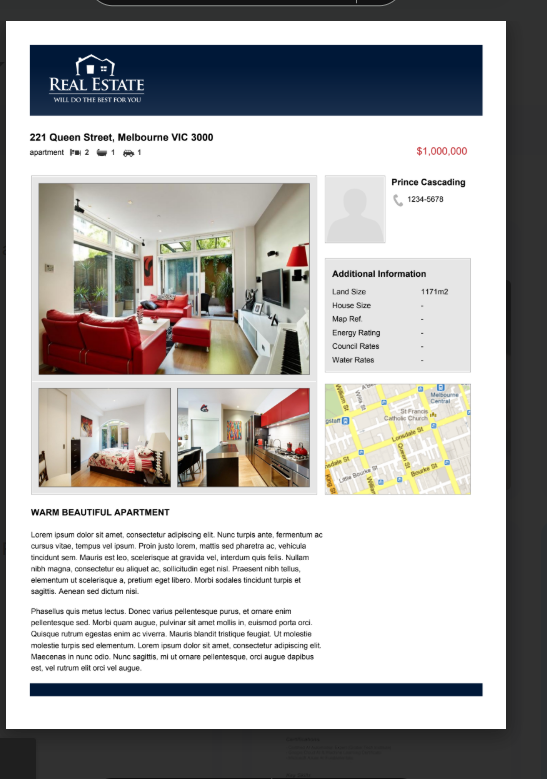 REAL ESTATE
WILL DO THE BEST FOR YOU
221 Queen Street, Melbourne VIC 3000
apartment 2 1 1
$1,000,000
Prince Cascading
1234-5678
Additional Information
Land Size 1171m2
House Size -
Map Ref. -
Energy Rating -
Council Rates -
Water Rates -
William St
Melbourne
Central
St Francis
Catholic Church
Lonsdale St
Queen St
Little Bourke St
Bourke St
King St
WARM BEAUTIFUL APARTMENT
Lorem ipsum dolor sit amet, consectetur adipiscing elit. Nunc turpis ante, fermentum ac
cursus vitae, tempus vel ipsum. Proin justo lorem, mattis sed pharetra ac, vehicula
tincidunt sem. Mauris est leo, scelerisque at gravida vel, interdum quis felis. Nullam
nibh magna, consectetur eu aliquet ac, sollicitudin eget nisl. Praesent nibh tellus,
elementum ut scelerisque a, pretium eget libero. Morbi sodales tincidunt turpis et
sagittis. Aenean sed dictum nisi.
Phasellus quis metus lectus. Donec varius pellentesque purus, et ornare enim
pellentesque sed. Morbi quam augue, pulvinar sit amet mollis in, euismod porta orci.
Quisque rutrum egestas enim ac viverra. Mauris blandit tristique feugiat. Ut molestie
molestie turpis sed elementum. Lorem ipsum dolor sit amet, consectetur adipiscing elit.
Maecenas in nunc odio. Nunc sagittis, mi ut ornare pellentesque, orci augue dapibus
est, vel rutrum elit orci vel augue.